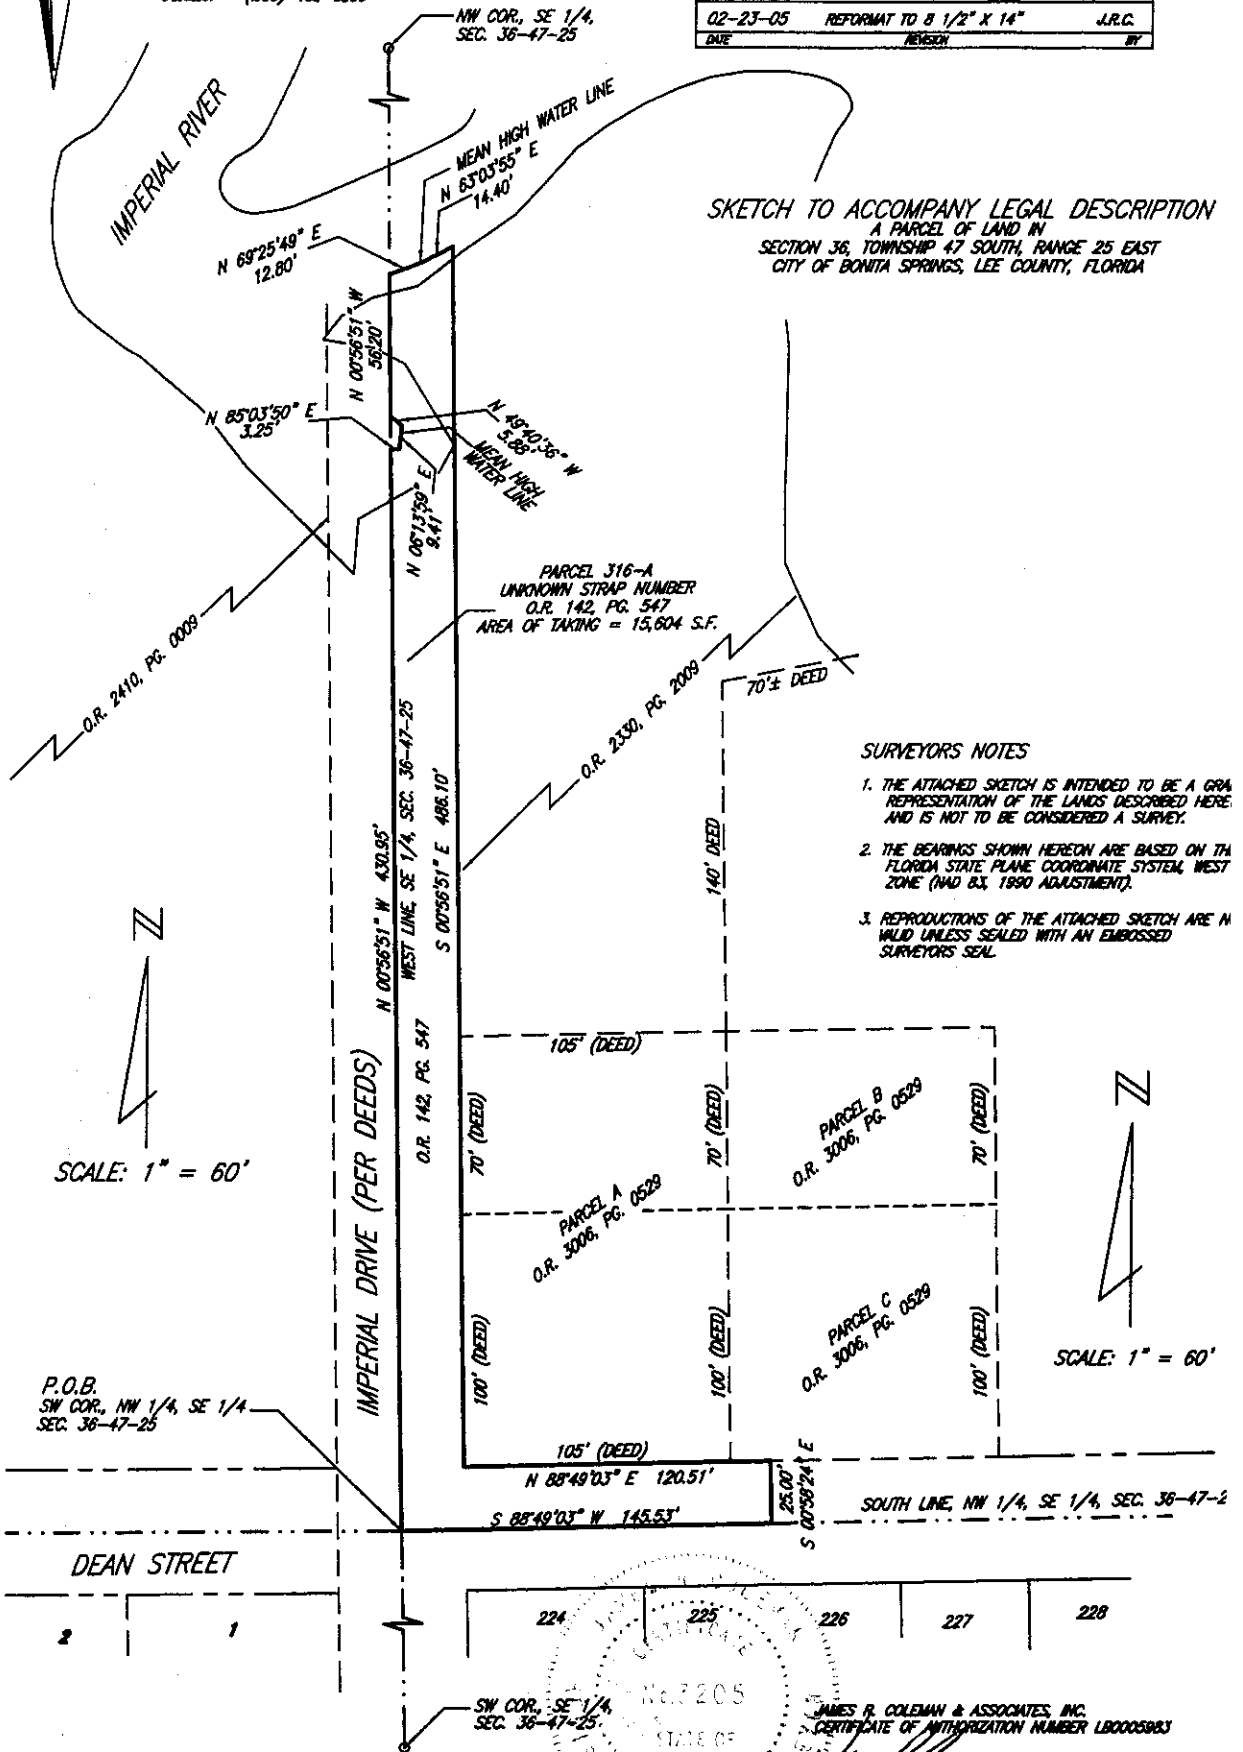 NW COR., SE 1/4,
SEC. 36-47-25
02-23-05 REFORMAT TO 8 1/2" X 14" J.R.C.
DATE REVISION BY
IMPERIAL RIVER
MEAN HIGH WATER LINE
N 63°03'55" E
14.40'
SKETCH TO ACCOMPANY LEGAL DESCRIPTION
A PARCEL OF LAND IN
SECTION 36, TOWNSHIP 47 SOUTH, RANGE 25 EAST
CITY OF BONITA SPRINGS, LEE COUNTY, FLORIDA
N 69°25'49" E
12.80'
N 00°56'51" W
56.20'
N 85°03'50" E
3.25'
N 49°40'36" W
5.88'
MEAN HIGH
WATER LINE
N 06°13'59" E
9.41'
PARCEL 316-A
UNKNOWN STRAP NUMBER
O.R. 142, PG. 547
AREA OF TAKING = 15,604 S.F.
O.R. 2410, PG. 0009
O.R. 2330, PG. 2009
70'± DEED
140' DEED
SURVEYORS NOTES
1. THE ATTACHED SKETCH IS INTENDED TO BE A GRA
REPRESENTATION OF THE LANDS DESCRIBED HERE
AND IS NOT TO BE CONSIDERED A SURVEY.
2. THE BEARINGS SHOWN HEREON ARE BASED ON TH
FLORIDA STATE PLANE COORDINATE SYSTEM, WEST
ZONE (NAD 83, 1990 ADJUSTMENT).
3. REPRODUCTIONS OF THE ATTACHED SKETCH ARE N
VALID UNLESS SEALED WITH AN EMBOSSED
SURVEYORS SEAL.
N 00°56'51" W 430.95'
WEST LINE, SE 1/4, SEC. 36-47-25
S 00°56'51" E 486.10'
O.R. 142, PG. 547
IMPERIAL DRIVE (PER DEEDS)
N
SCALE: 1" = 60'
105' (DEED)
70' (DEED)
70' (DEED)
PARCEL B
O.R. 3006, PG. 0529
70' (DEED)
PARCEL A
O.R. 3006, PG. 0529
100' (DEED)
100' (DEED)
PARCEL C
O.R. 3006, PG. 0529
100' (DEED)
N
SCALE: 1" = 60'
P.O.B.
SW COR., NW 1/4, SE 1/4
SEC. 36-47-25
105' (DEED)
N 88°49'03" E 120.51'
S 88°49'03" W 145.53'
25.00'
S 00°58'24" E
SOUTH LINE, NW 1/4, SE 1/4, SEC. 36-47-2
DEAN STREET
2
1
224
225
226
227
228
CERTIFICATE
No. 3205
STATE OF
SW COR., SE 1/4,
SEC. 36-47-25
JAMES R. COLEMAN & ASSOCIATES, INC.
CERTIFICATE OF AUTHORIZATION NUMBER LB0005983